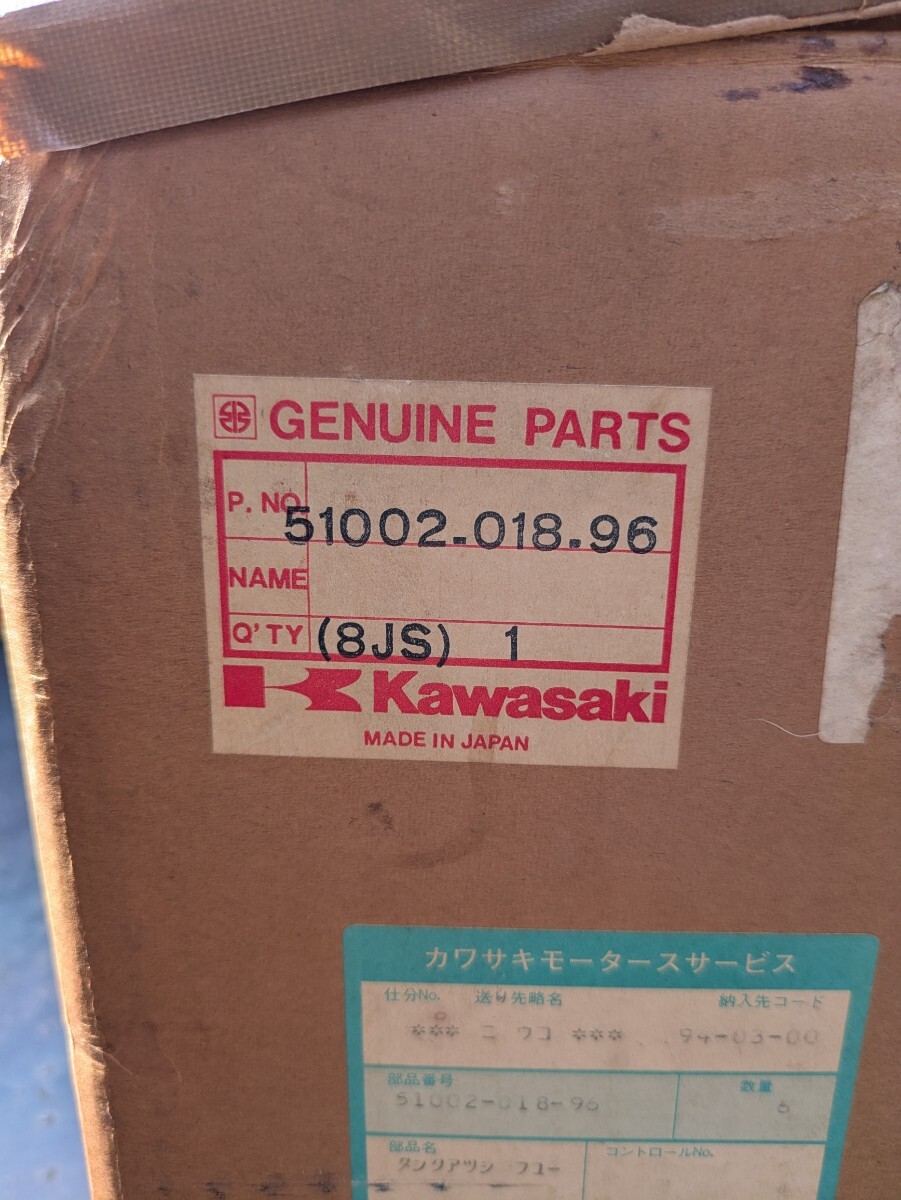 GENUINE PARTS
P. NO. 51002-018-96
NAME
Q'TY (8JS) 1
Kawasaki
MADE IN JAPAN
カワサキモータースサービス
仕分No. 送り先略名 納入先コード
*** ニ ウコ *** 94-03-00
部品番号 数量
51002-018-96 6
部品名 コントロールNo.
タンクアツシ フユー